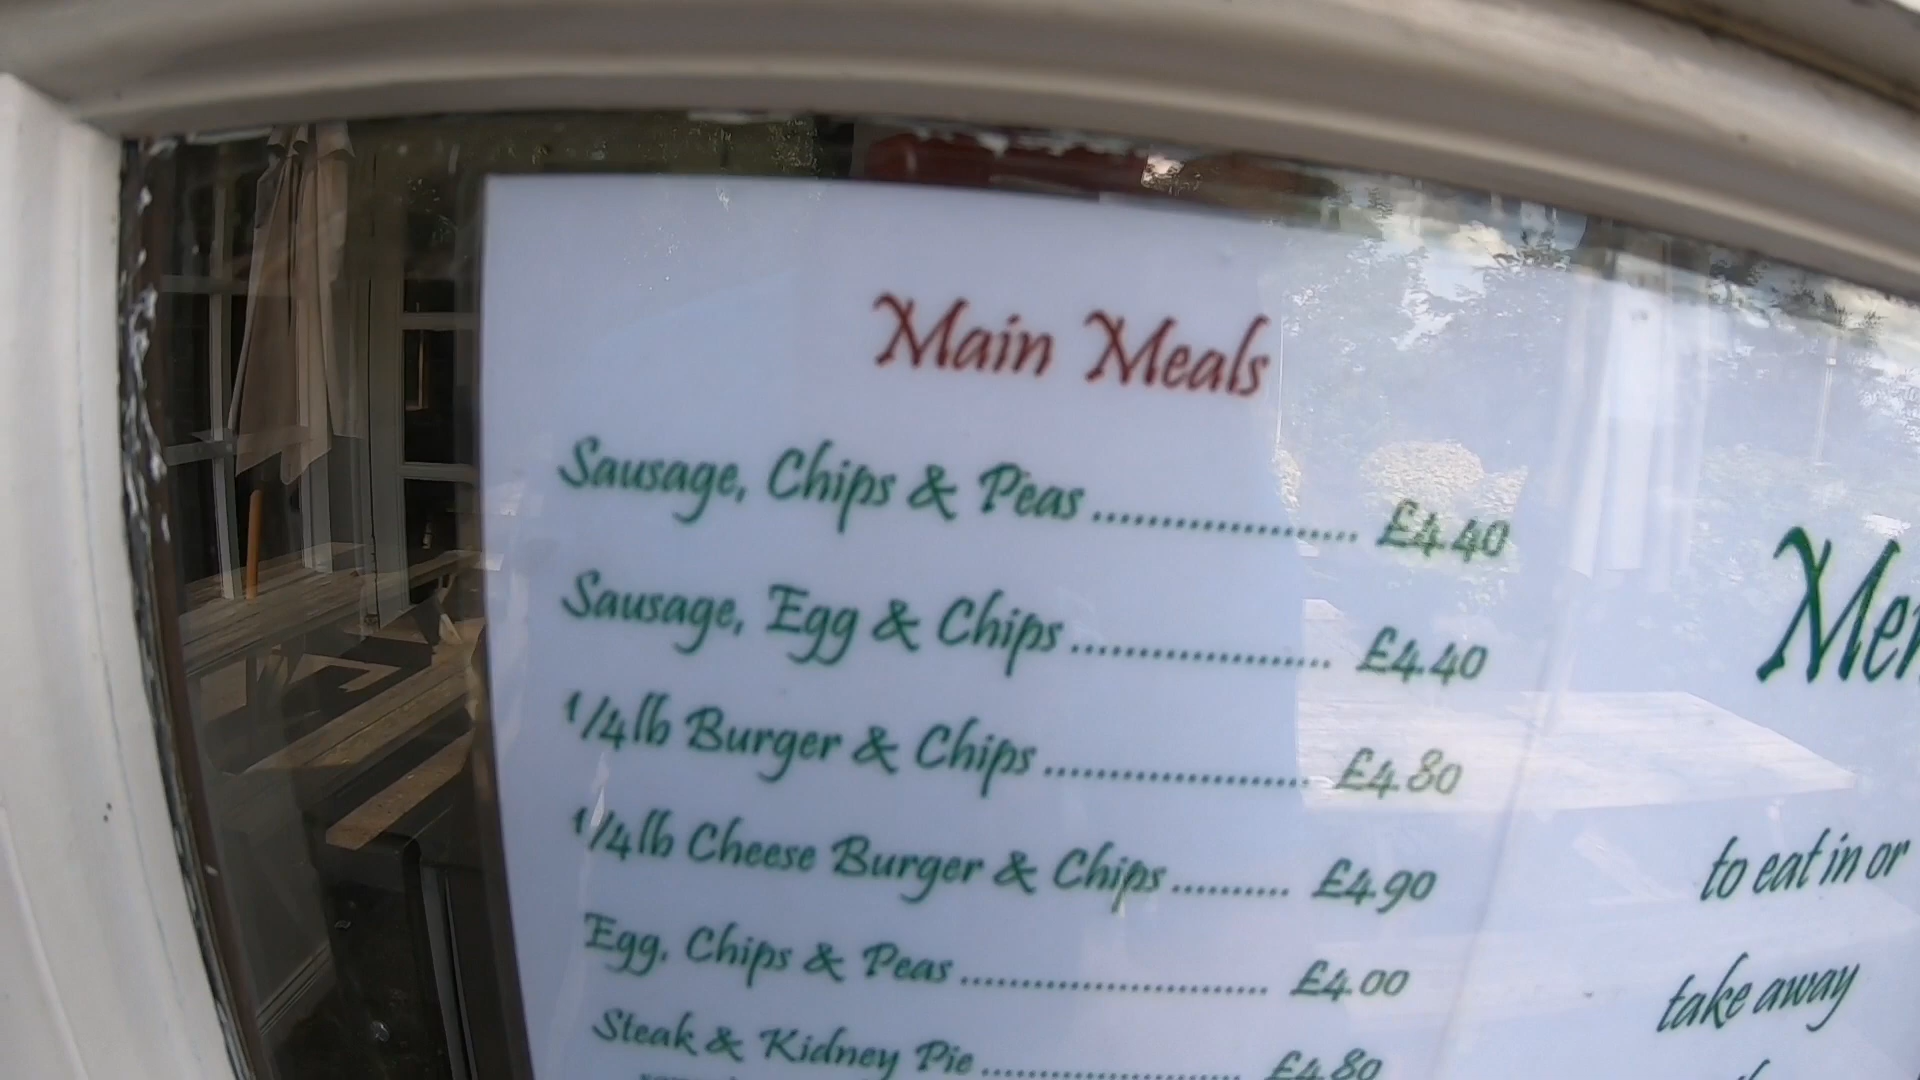 Main Meals
Sausage, Chips & Peas ................... £4.40
Sausage, Egg & Chips ................... £4.40
1/4lb Burger & Chips ................... £4.80
1/4lb Cheese Burger & Chips .......... £4.90
Egg, Chips & Peas ...................... £4.00
Steak & Kidney Pie .................... £4.80
to eat in or
take away